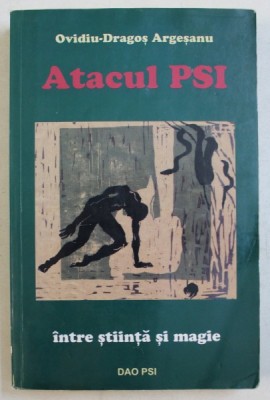 Ovidiu-Dragoș Argeșanu
Atacul PSI
între știință și magie
DAO PSI